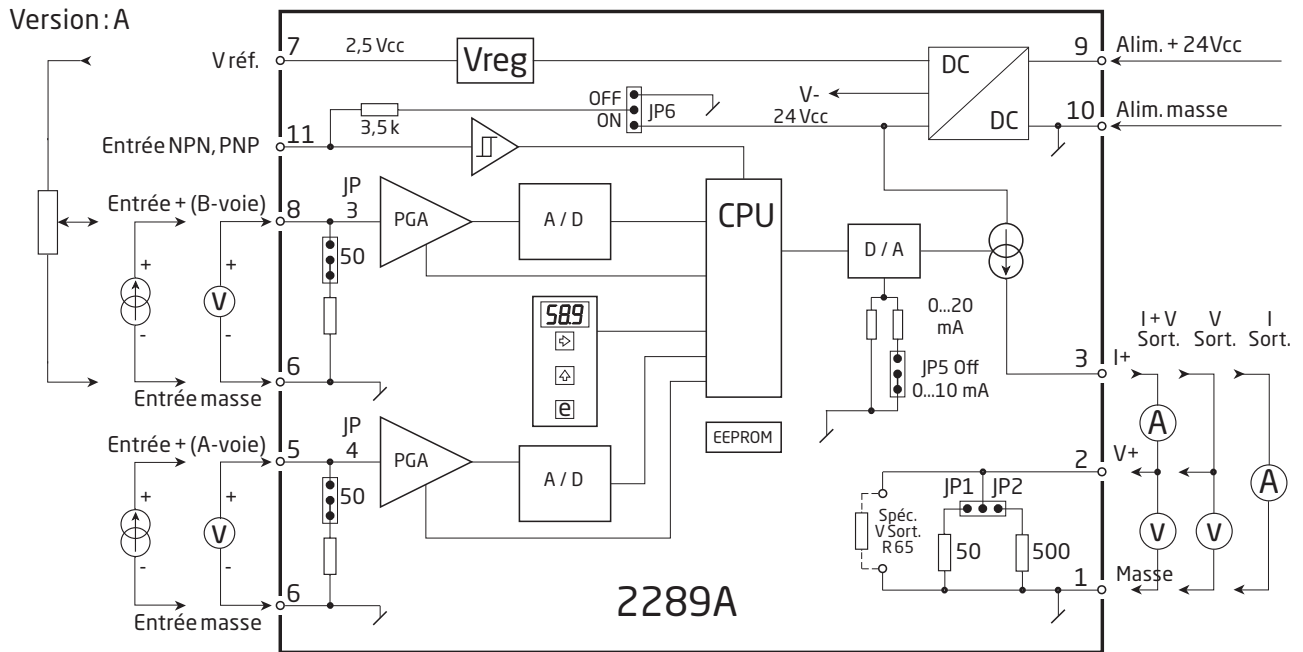 Version : A
V réf.
7
2,5 Vcc
Vreg
DC
DC
9
Alim. + 24Vcc
V-
OFF
ON
JP6
24 Vcc
10
Alim. masse
3,5 k
11
Entrée NPN, PNP
Entrée + (B-voie)
8
JP
3
PGA
A / D
CPU
D / A
50
+
V
-
+
-
58.9
e
0...20
mA
JP5 Off
0...10 mA
I + V
Sort.
V
Sort.
I
Sort.
3
I+
6
Entrée masse
Entrée + (A-voie)
5
JP
4
PGA
A / D
EEPROM
50
+
V
-
+
-
A
2
V+
JP1
JP2
Spéc.
V Sort.
R 65
50
500
V
V
A
1
Masse
6
Entrée masse
2289A